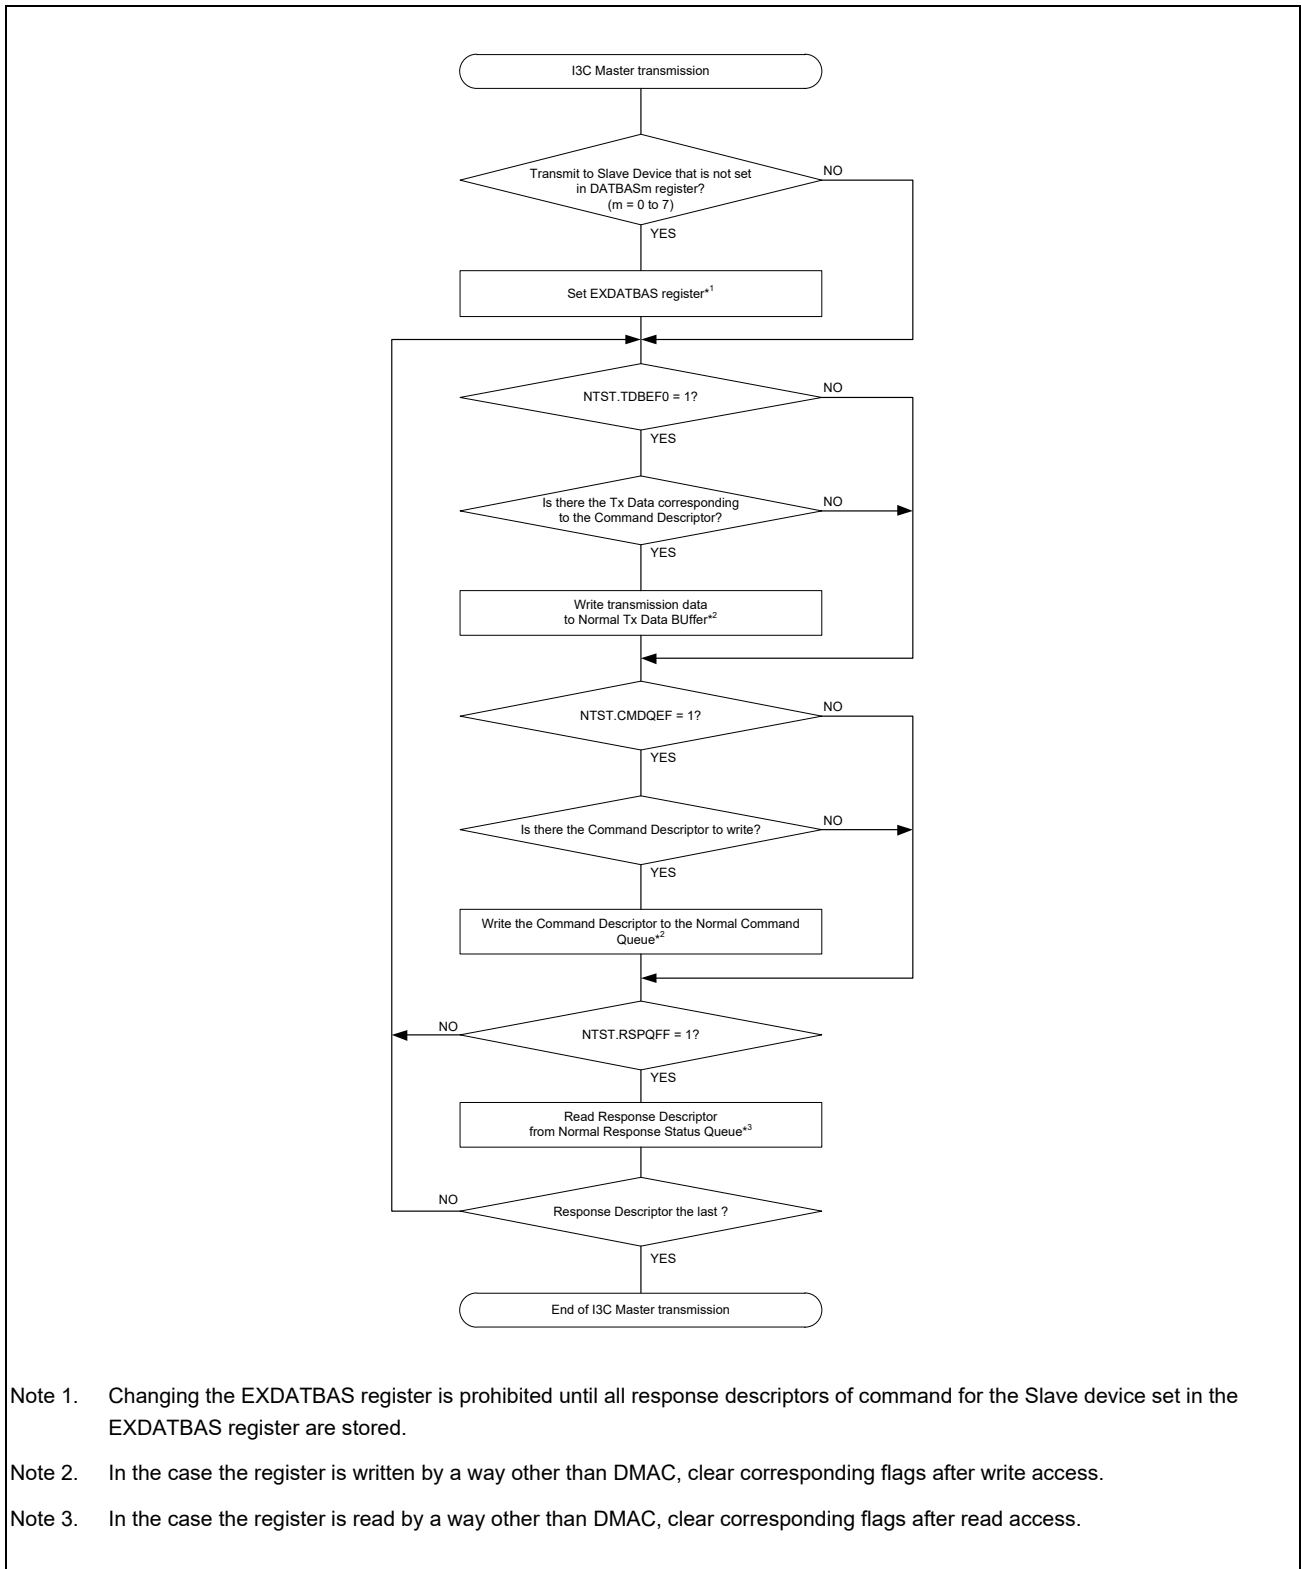 I3C Master transmission
Transmit to Slave Device that is not set
in DATBASm register?
(m = 0 to 7)
NO
YES
Set EXDATBAS register*1
NTST.TDBEF0 = 1?
NO
YES
Is there the Tx Data corresponding
to the Command Descriptor?
NO
YES
Write transmission data
to Normal Tx Data BUffer*2
NTST.CMDQEF = 1?
NO
YES
Is there the Command Descriptor to write?
NO
YES
Write the Command Descriptor to the Normal Command
Queue*2
NO
NTST.RSPQFF = 1?
YES
Read Response Descriptor
from Normal Response Status Queue*3
NO
Response Descriptor the last ?
YES
End of I3C Master transmission
Note 1. Changing the EXDATBAS register is prohibited until all response descriptors of command for the Slave device set in the
EXDATBAS register are stored.
Note 2. In the case the register is written by a way other than DMAC, clear corresponding flags after write access.
Note 3. In the case the register is read by a way other than DMAC, clear corresponding flags after read access.